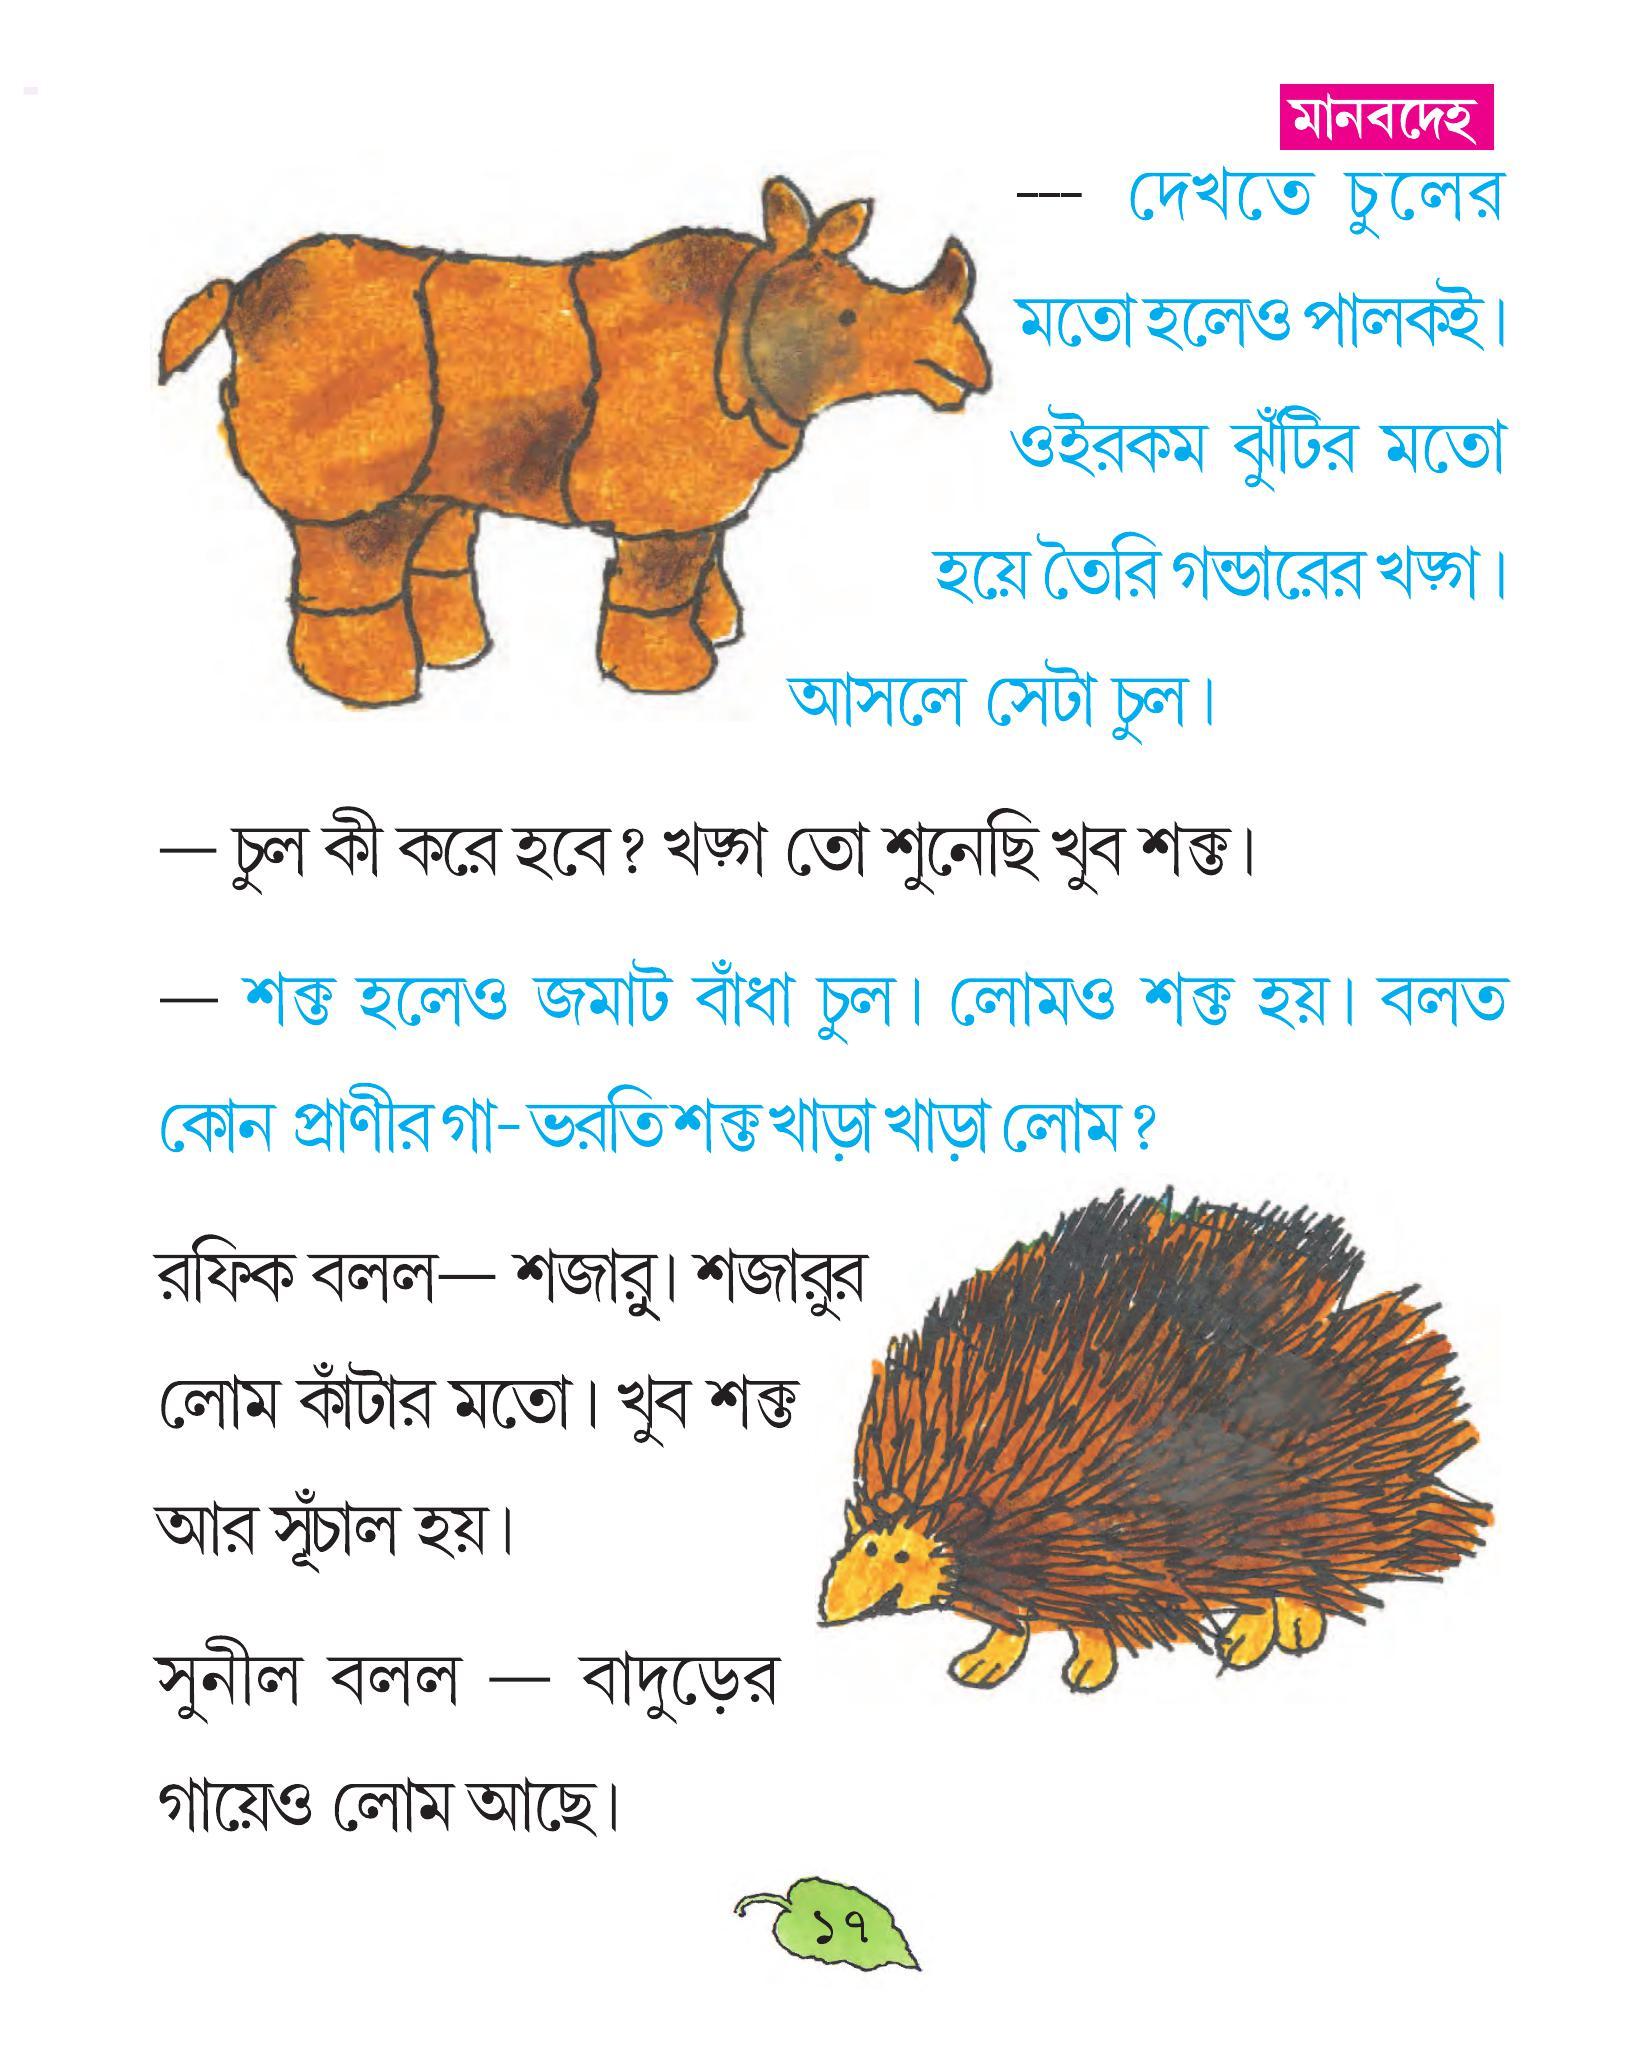 মানবদেহ
--- দেখতে চুলের
মতো হলেও পালকই।
ওইরকম ঝুঁটির মতো
হয়ে তৈরি গন্ডারের খড়্গ।
আসলে সেটা চুল।
— চুল কী করে হবে? খড়্গ তো শুনেছি খুব শক্ত।
— শক্ত হলেও জমাট বাঁধা চুল। লোমও শক্ত হয়। বলত
কোন প্রাণীর গা-ভরতি শক্ত খাড়া খাড়া লোম?
রফিক বলল— শজারু। শজারুর
লোম কাঁটার মতো। খুব শক্ত
আর সূঁচাল হয়।
সুনীল বলল — বাদুড়ের
গায়েও লোম আছে।
১৭